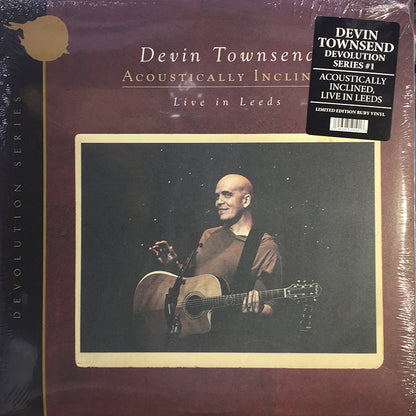 Devin Townsend
ACOUSTICALLY INCLIN
Live in Leeds
DEVIN
TOWNSEND
DEVOLUTION
SERIES #1
ACOUSTICALLY
INCLINED,
LIVE IN LEEDS
LIMITED EDITION RUBY VINYL
DEVOLUTION SERIES